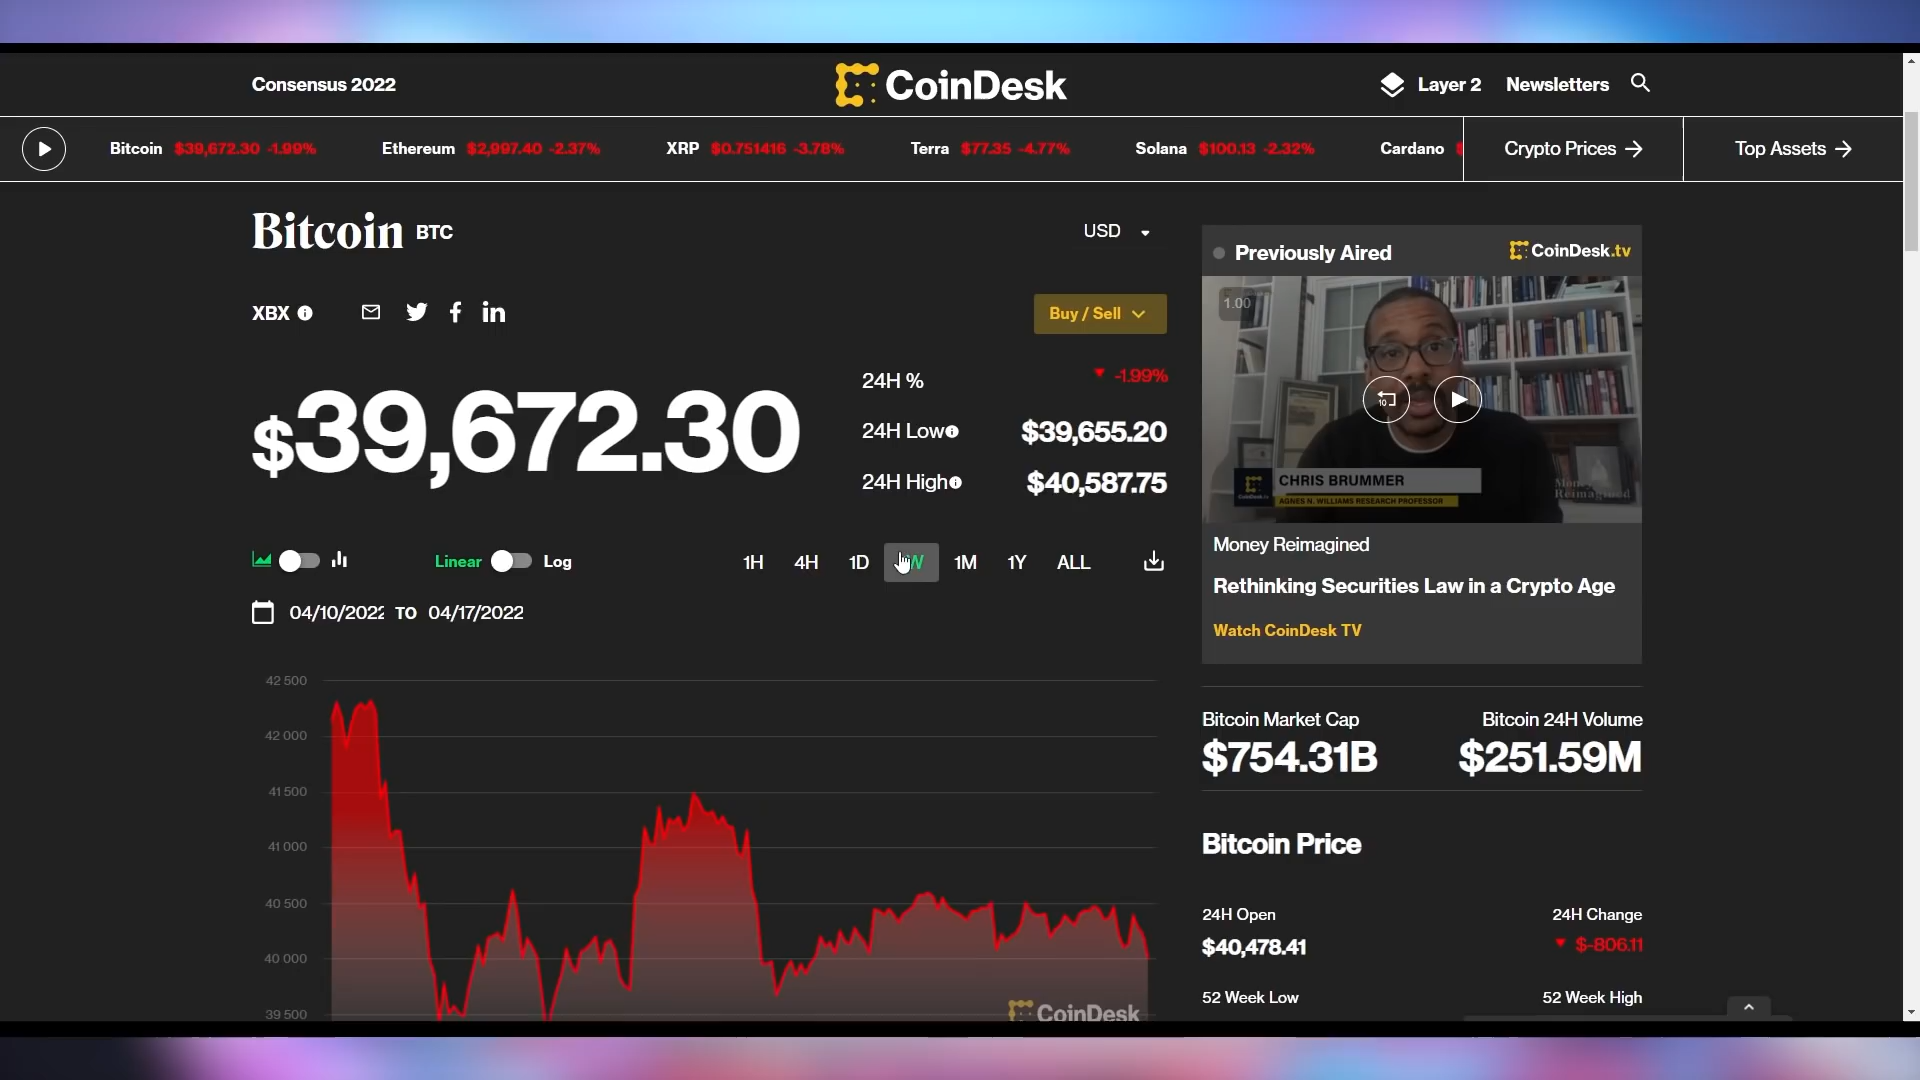 Consensus 2022
CoinDesk
Layer 2 Newsletters
Bitcoin $39,672.30 -1.99% Ethereum $2,997.40 -2.37% XRP $0.751416 -3.78% Terra $77.35 -4.77% Solana $100.13 -2.32% Cardano
Crypto Prices
Top Assets
Bitcoin BTC
USD
XBX
Buy / Sell
$39,672.30
24H % -1.99%
24H Low $39,655.20
24H High $40,587.75
Linear Log
1H 4H 1D W 1M 1Y ALL
04/10/2022 TO 04/17/2022
42 500
42 000
41 500
41 000
40 500
40 000
39 500
CoinDesk
Previously Aired
CoinDesk.tv
1.00
10
CHRIS BRUMMER
AGNES N. WILLIAMS RESEARCH PROFESSOR
Money
Reimagined
Money Reimagined
Rethinking Securities Law in a Crypto Age
Watch CoinDesk TV
Bitcoin Market Cap Bitcoin 24H Volume
$754.31B $251.59M
Bitcoin Price
24H Open 24H Change
$40,478.41 $-806.11
52 Week Low 52 Week High